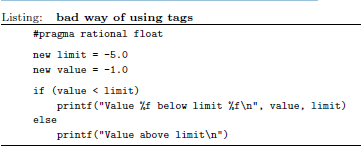 Listing: bad way of using tags
#pragma rational float
new limit = -5.0
new value = -1.0
if (value < limit)
printf("Value %f below limit %f\n", value, limit)
else
printf("Value above limit\n")